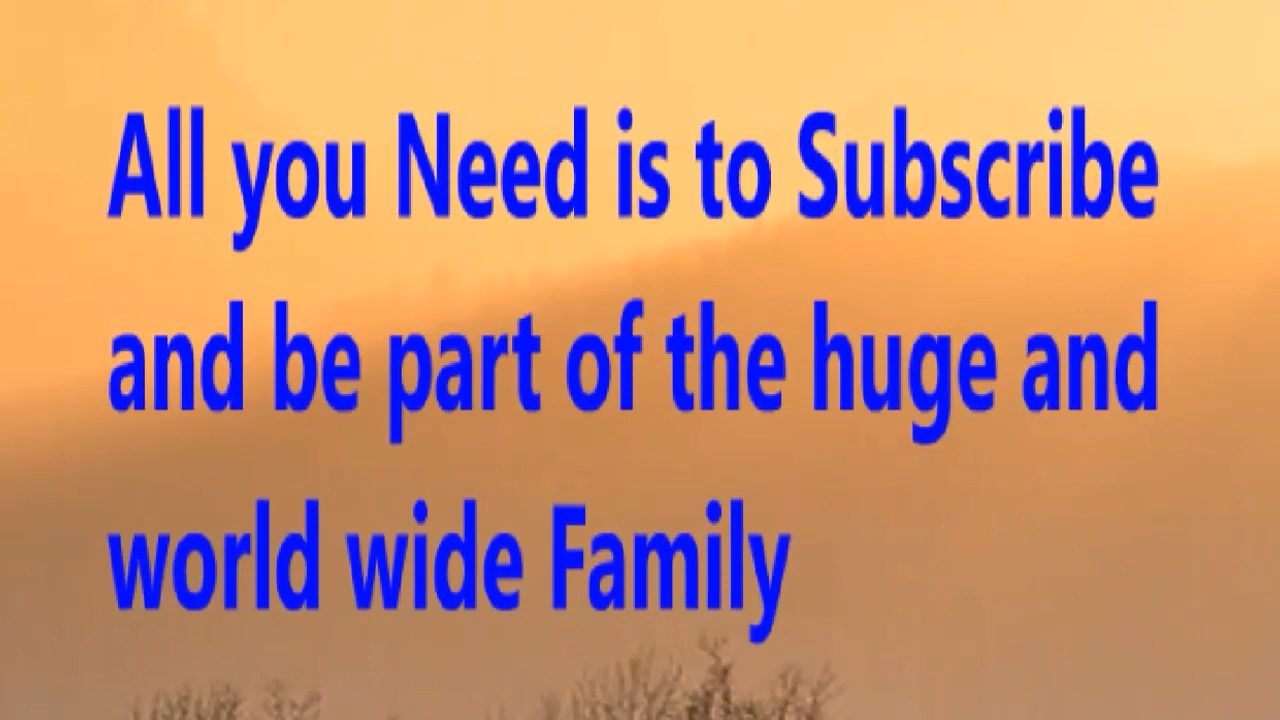 All you Need is to Subscribe
and be part of the huge and
world wide Family